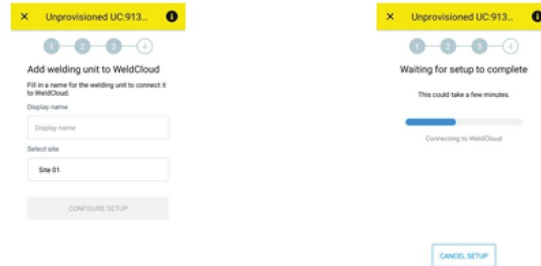 × Unprovisioned UC:913... i
1 2 3 4
Add welding unit to WeldCloud
Fill in a name for the welding unit to connect it
to WeldCloud.
Display name
Display name
Select site
Site 01
CONFIGURE SETUP
× Unprovisioned UC:913... i
1 2 3 4
Waiting for setup to complete
This could take a few minutes.
Connecting to WeldCloud
CANCEL SETUP